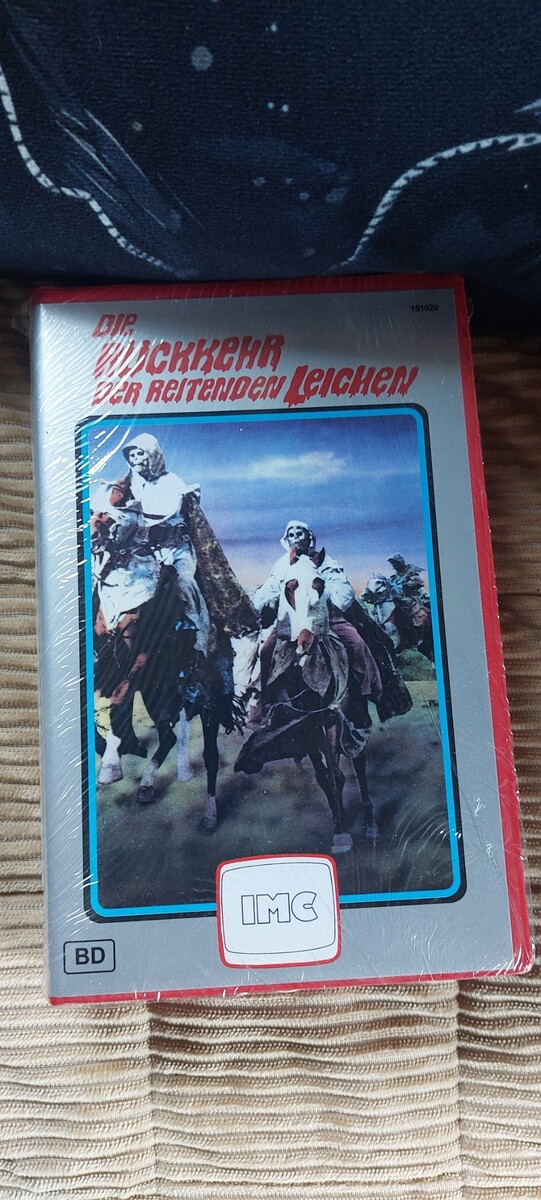 151029
DIE
RÜCKKEHR
DER REITENDEN LEICHEN
IMC
BD